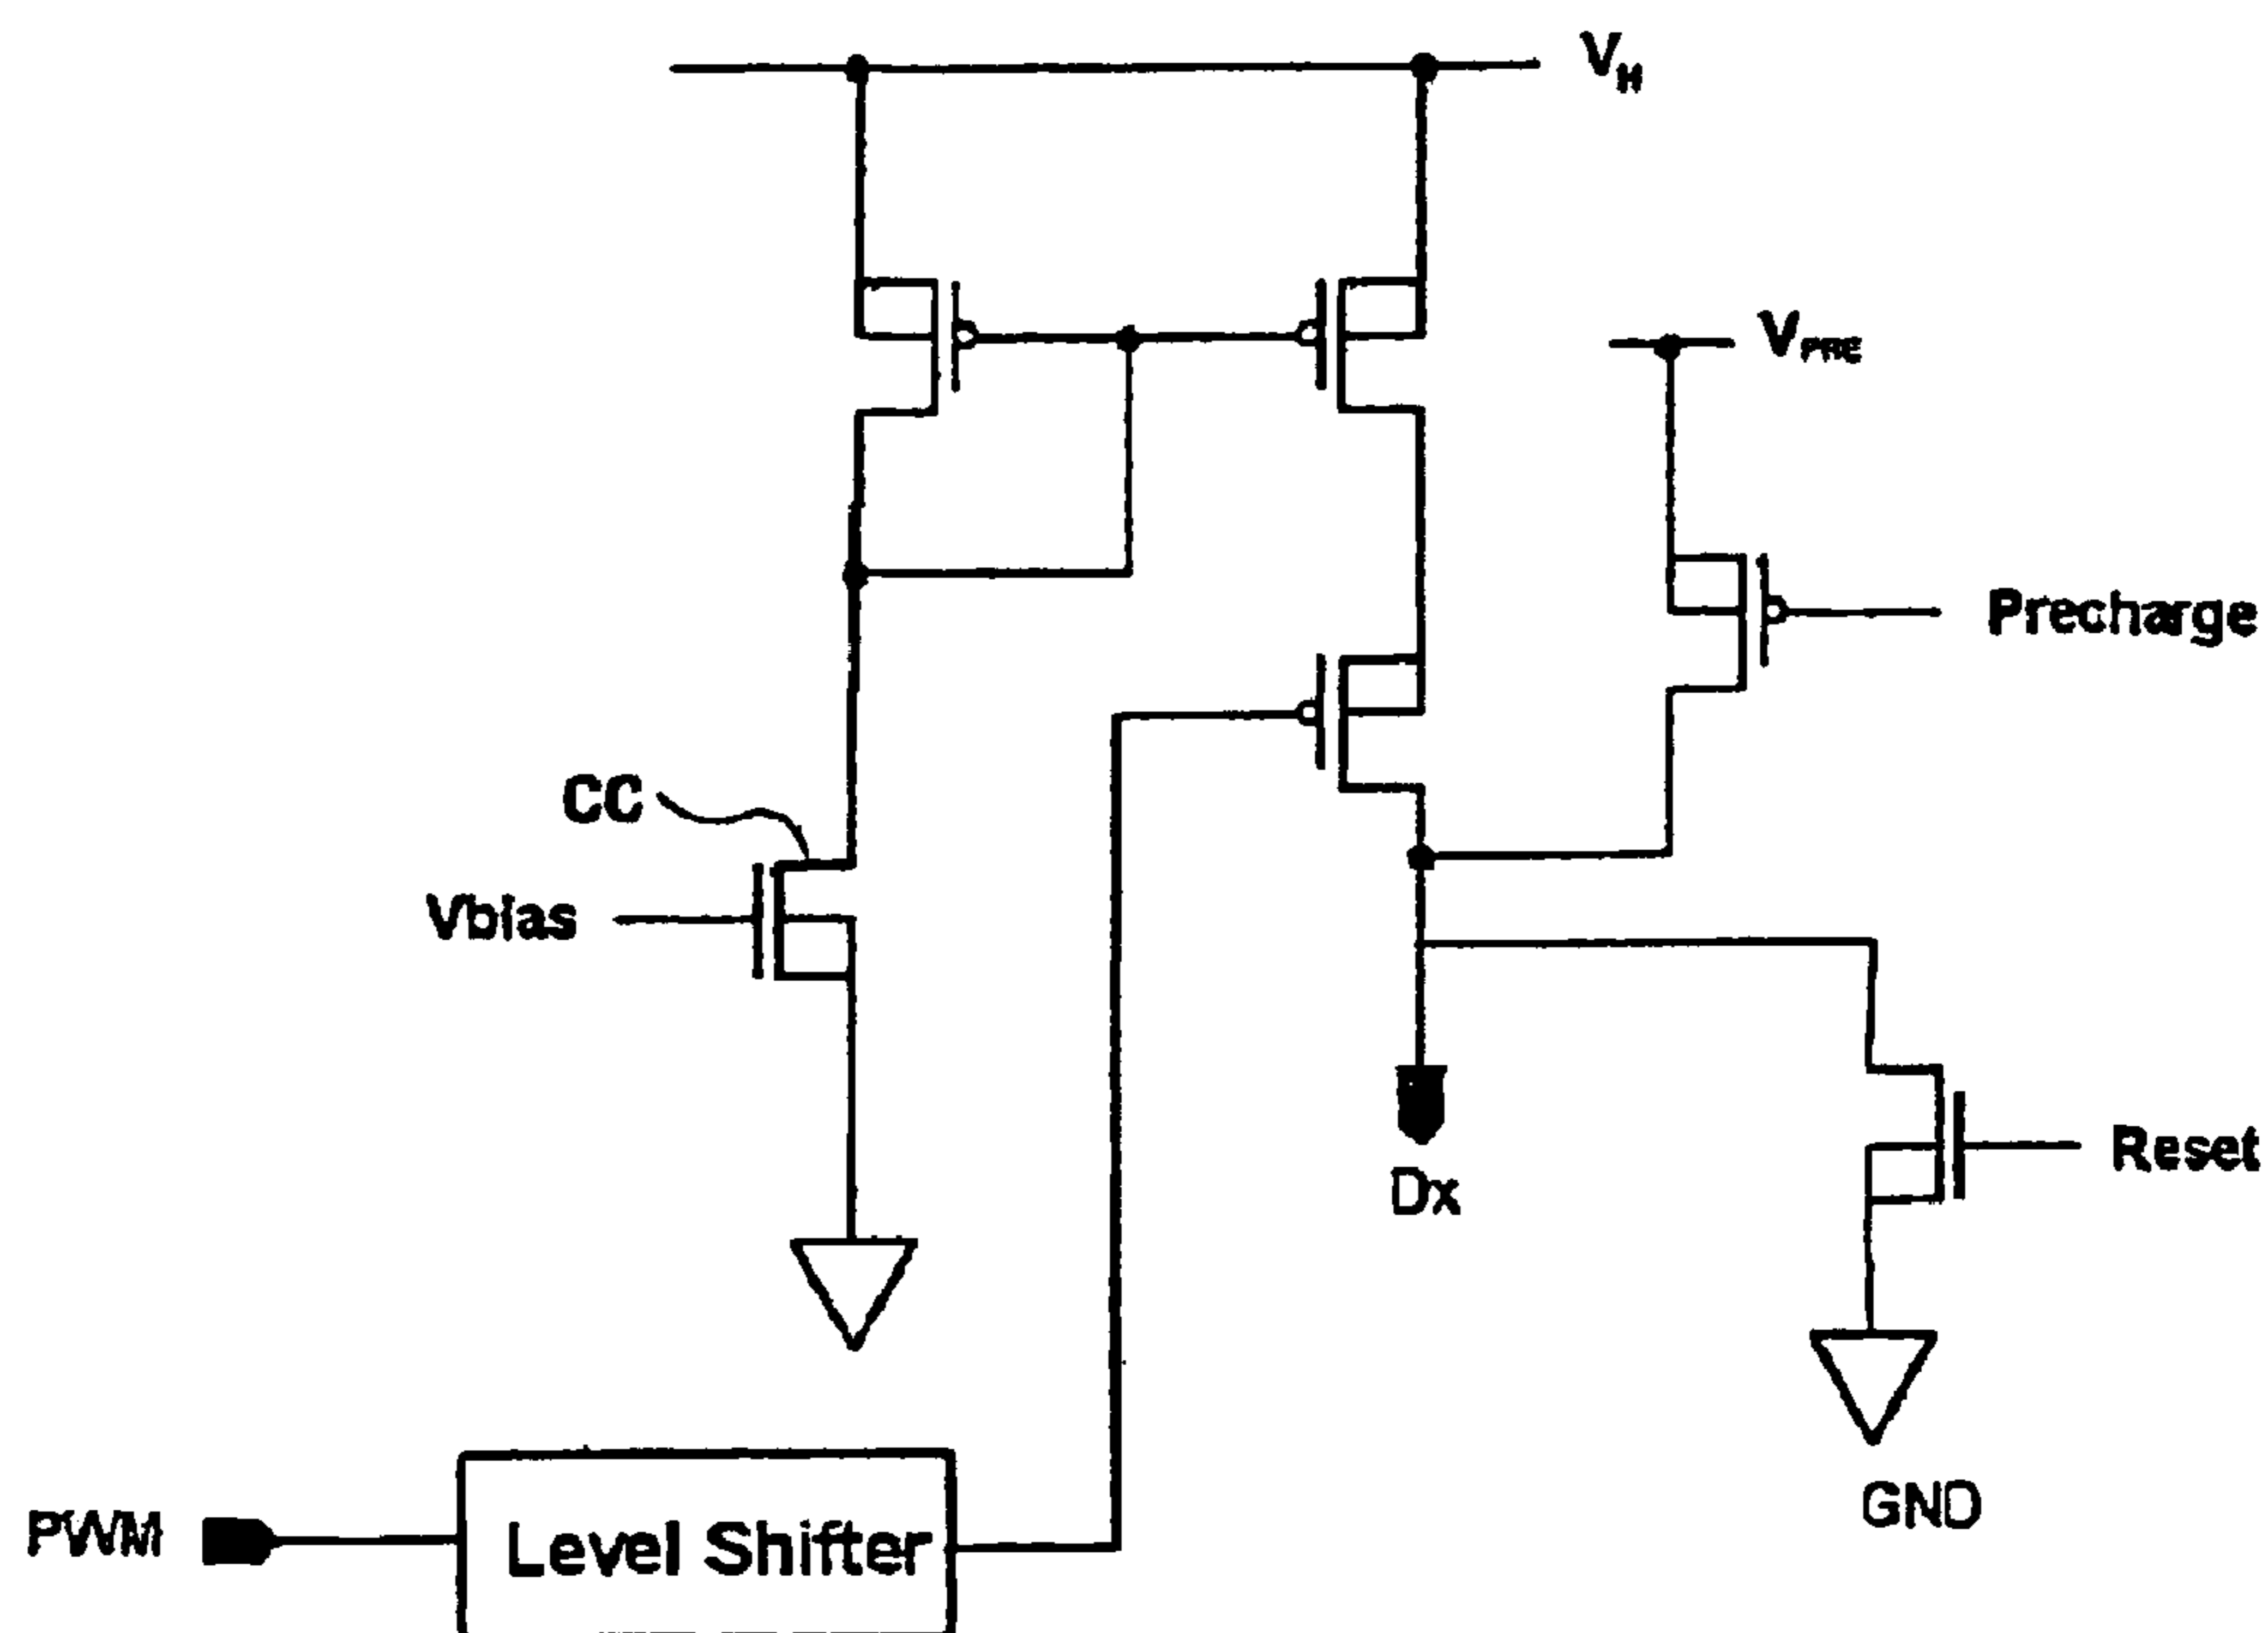 VH
VPRE
Precharge
CC
Vbias
Dx
Reset
GND
PWM
Level Shifter